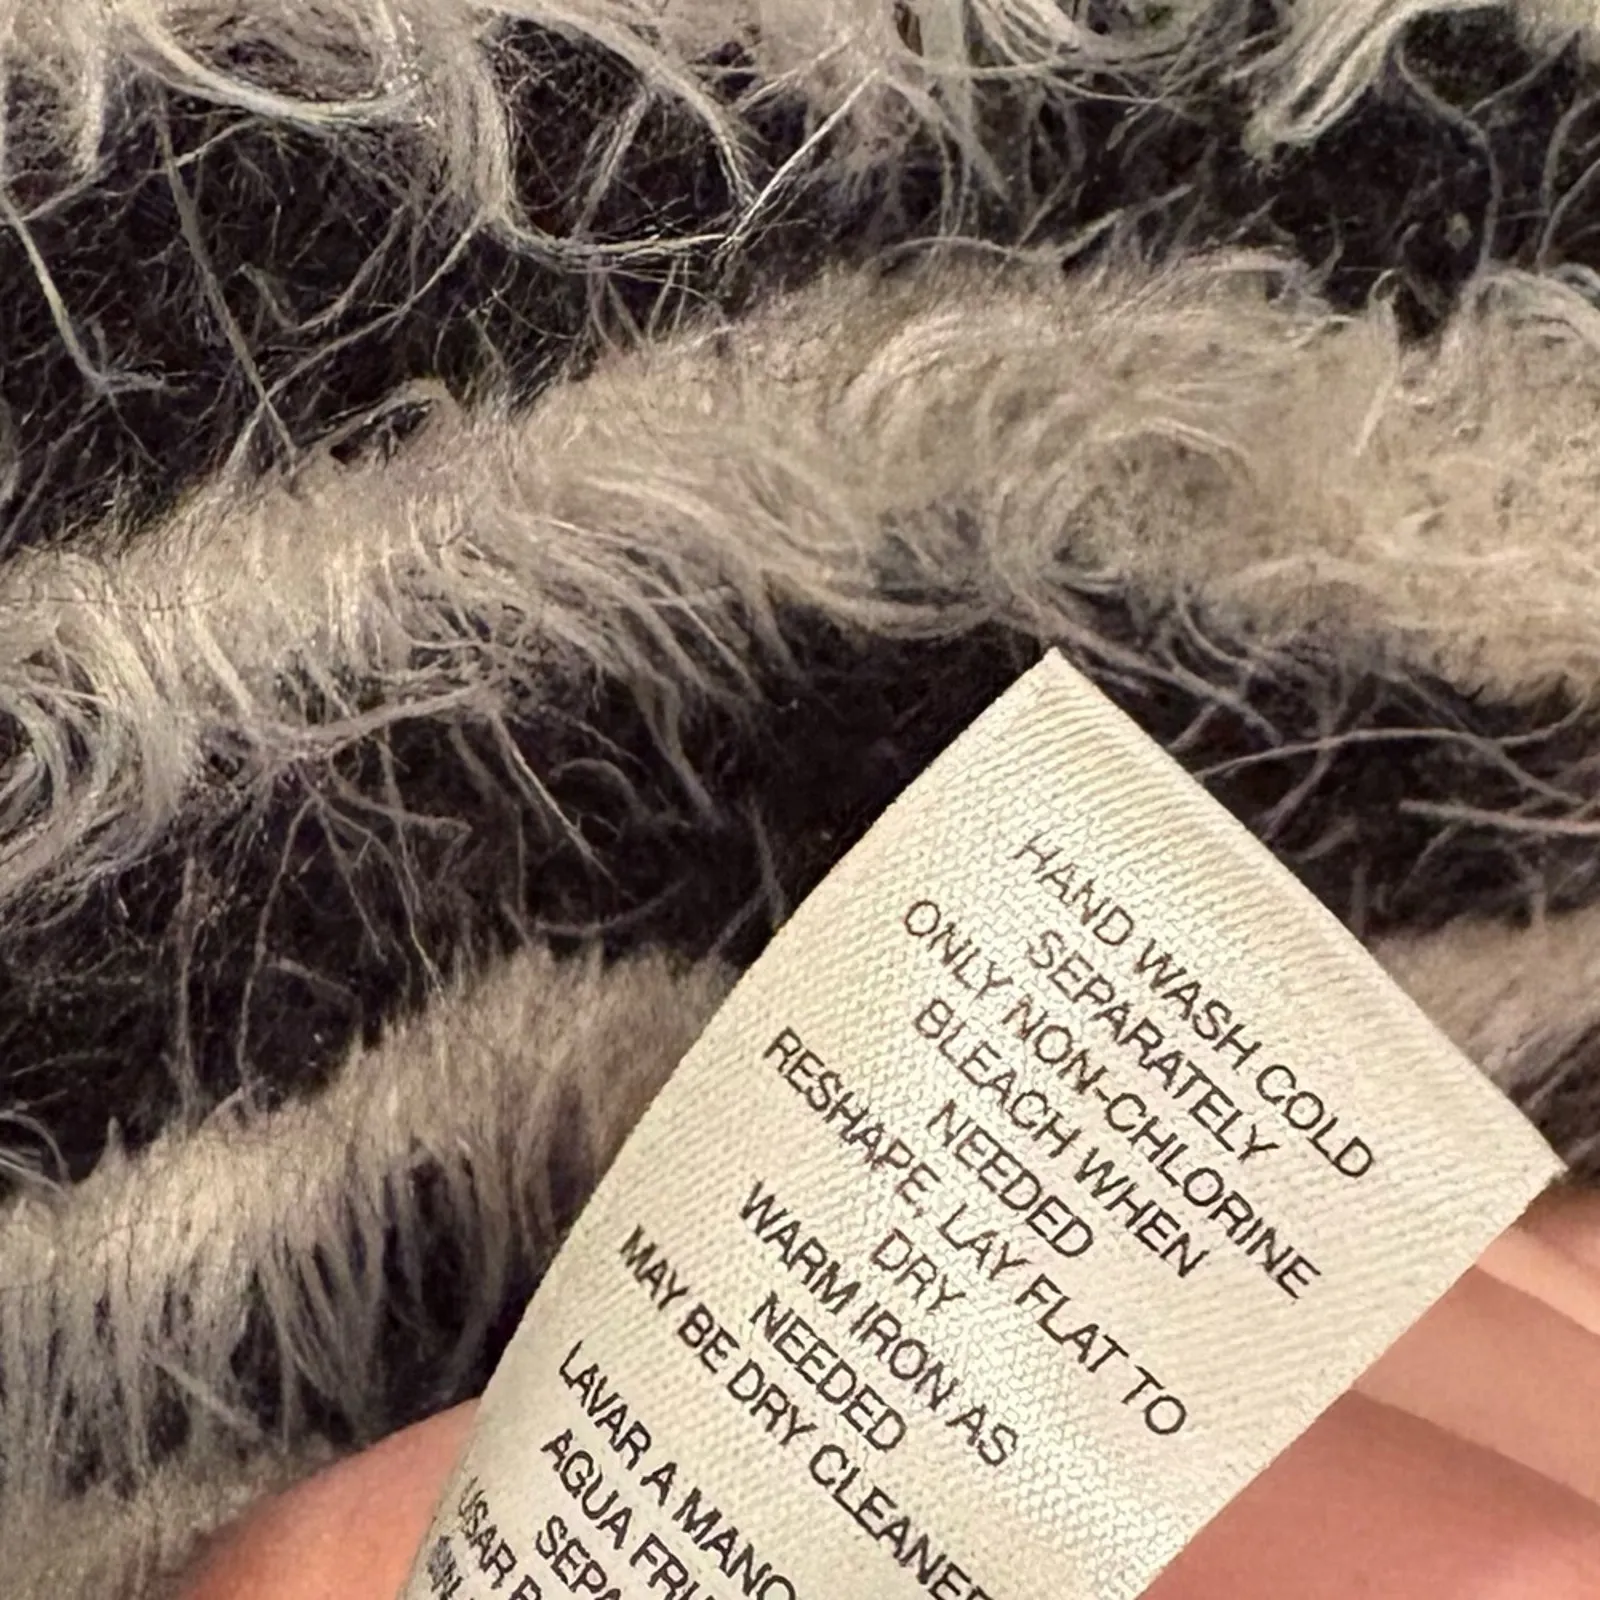 HAND WASH COLD
SEPARATELY
ONLY NON-CHLORINE
BLEACH WHEN
NEEDED
RESHAPE, LAY FLAT TO
DRY
WARM IRON AS
NEEDED
MAY BE DRY CLEANED
LAVAR A MANO
AGUA
USAR